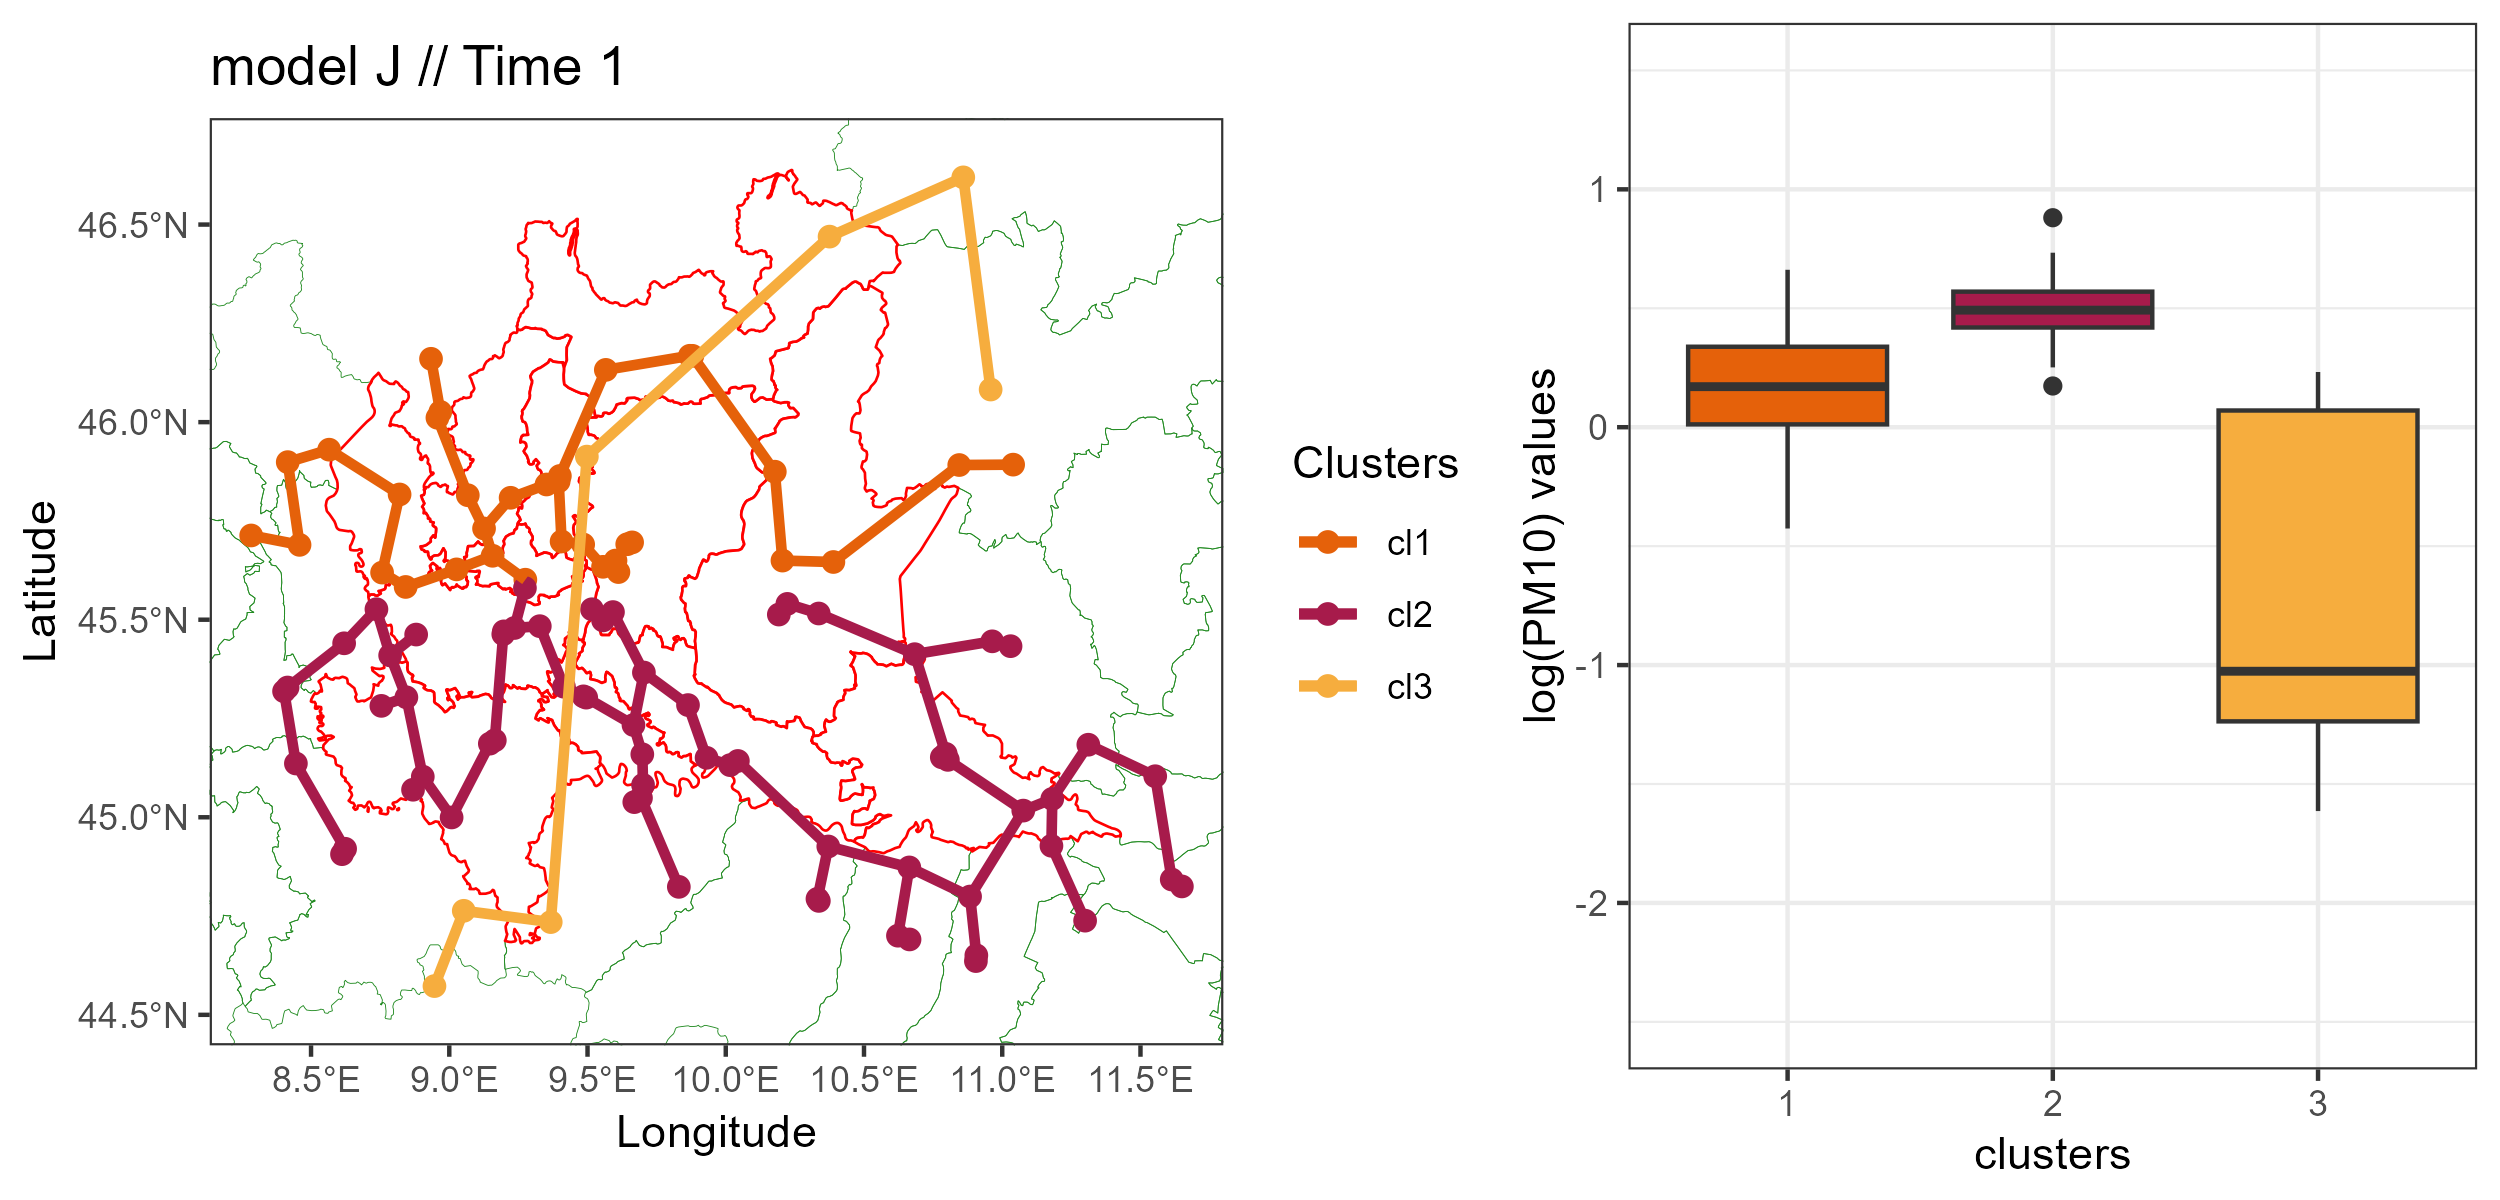 model J // Time 1
46.5°N
46.0°N
45.5°N
45.0°N
44.5°N
Latitude
8.5°E 9.0°E 9.5°E 10.0°E 10.5°E 11.0°E 11.5°E
Longitude
Clusters
cl1
cl2
cl3
log(PM10) values
1
0
-1
-2
1 2 3
clusters